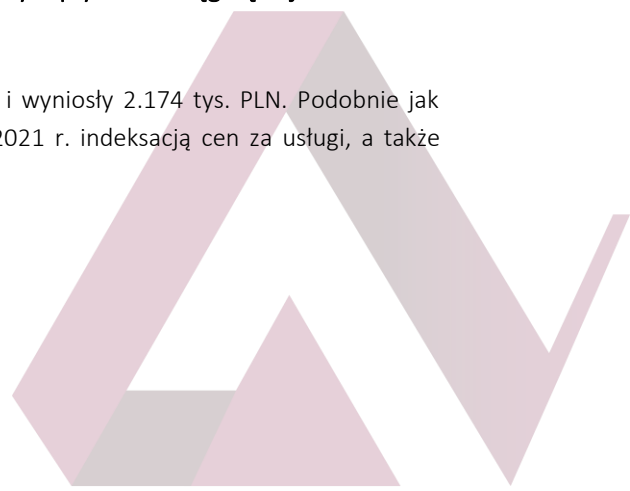 i wyniosły 2.174 tys. PLN. Podobnie jak
2021 r. indeksacją cen za usługi, a także